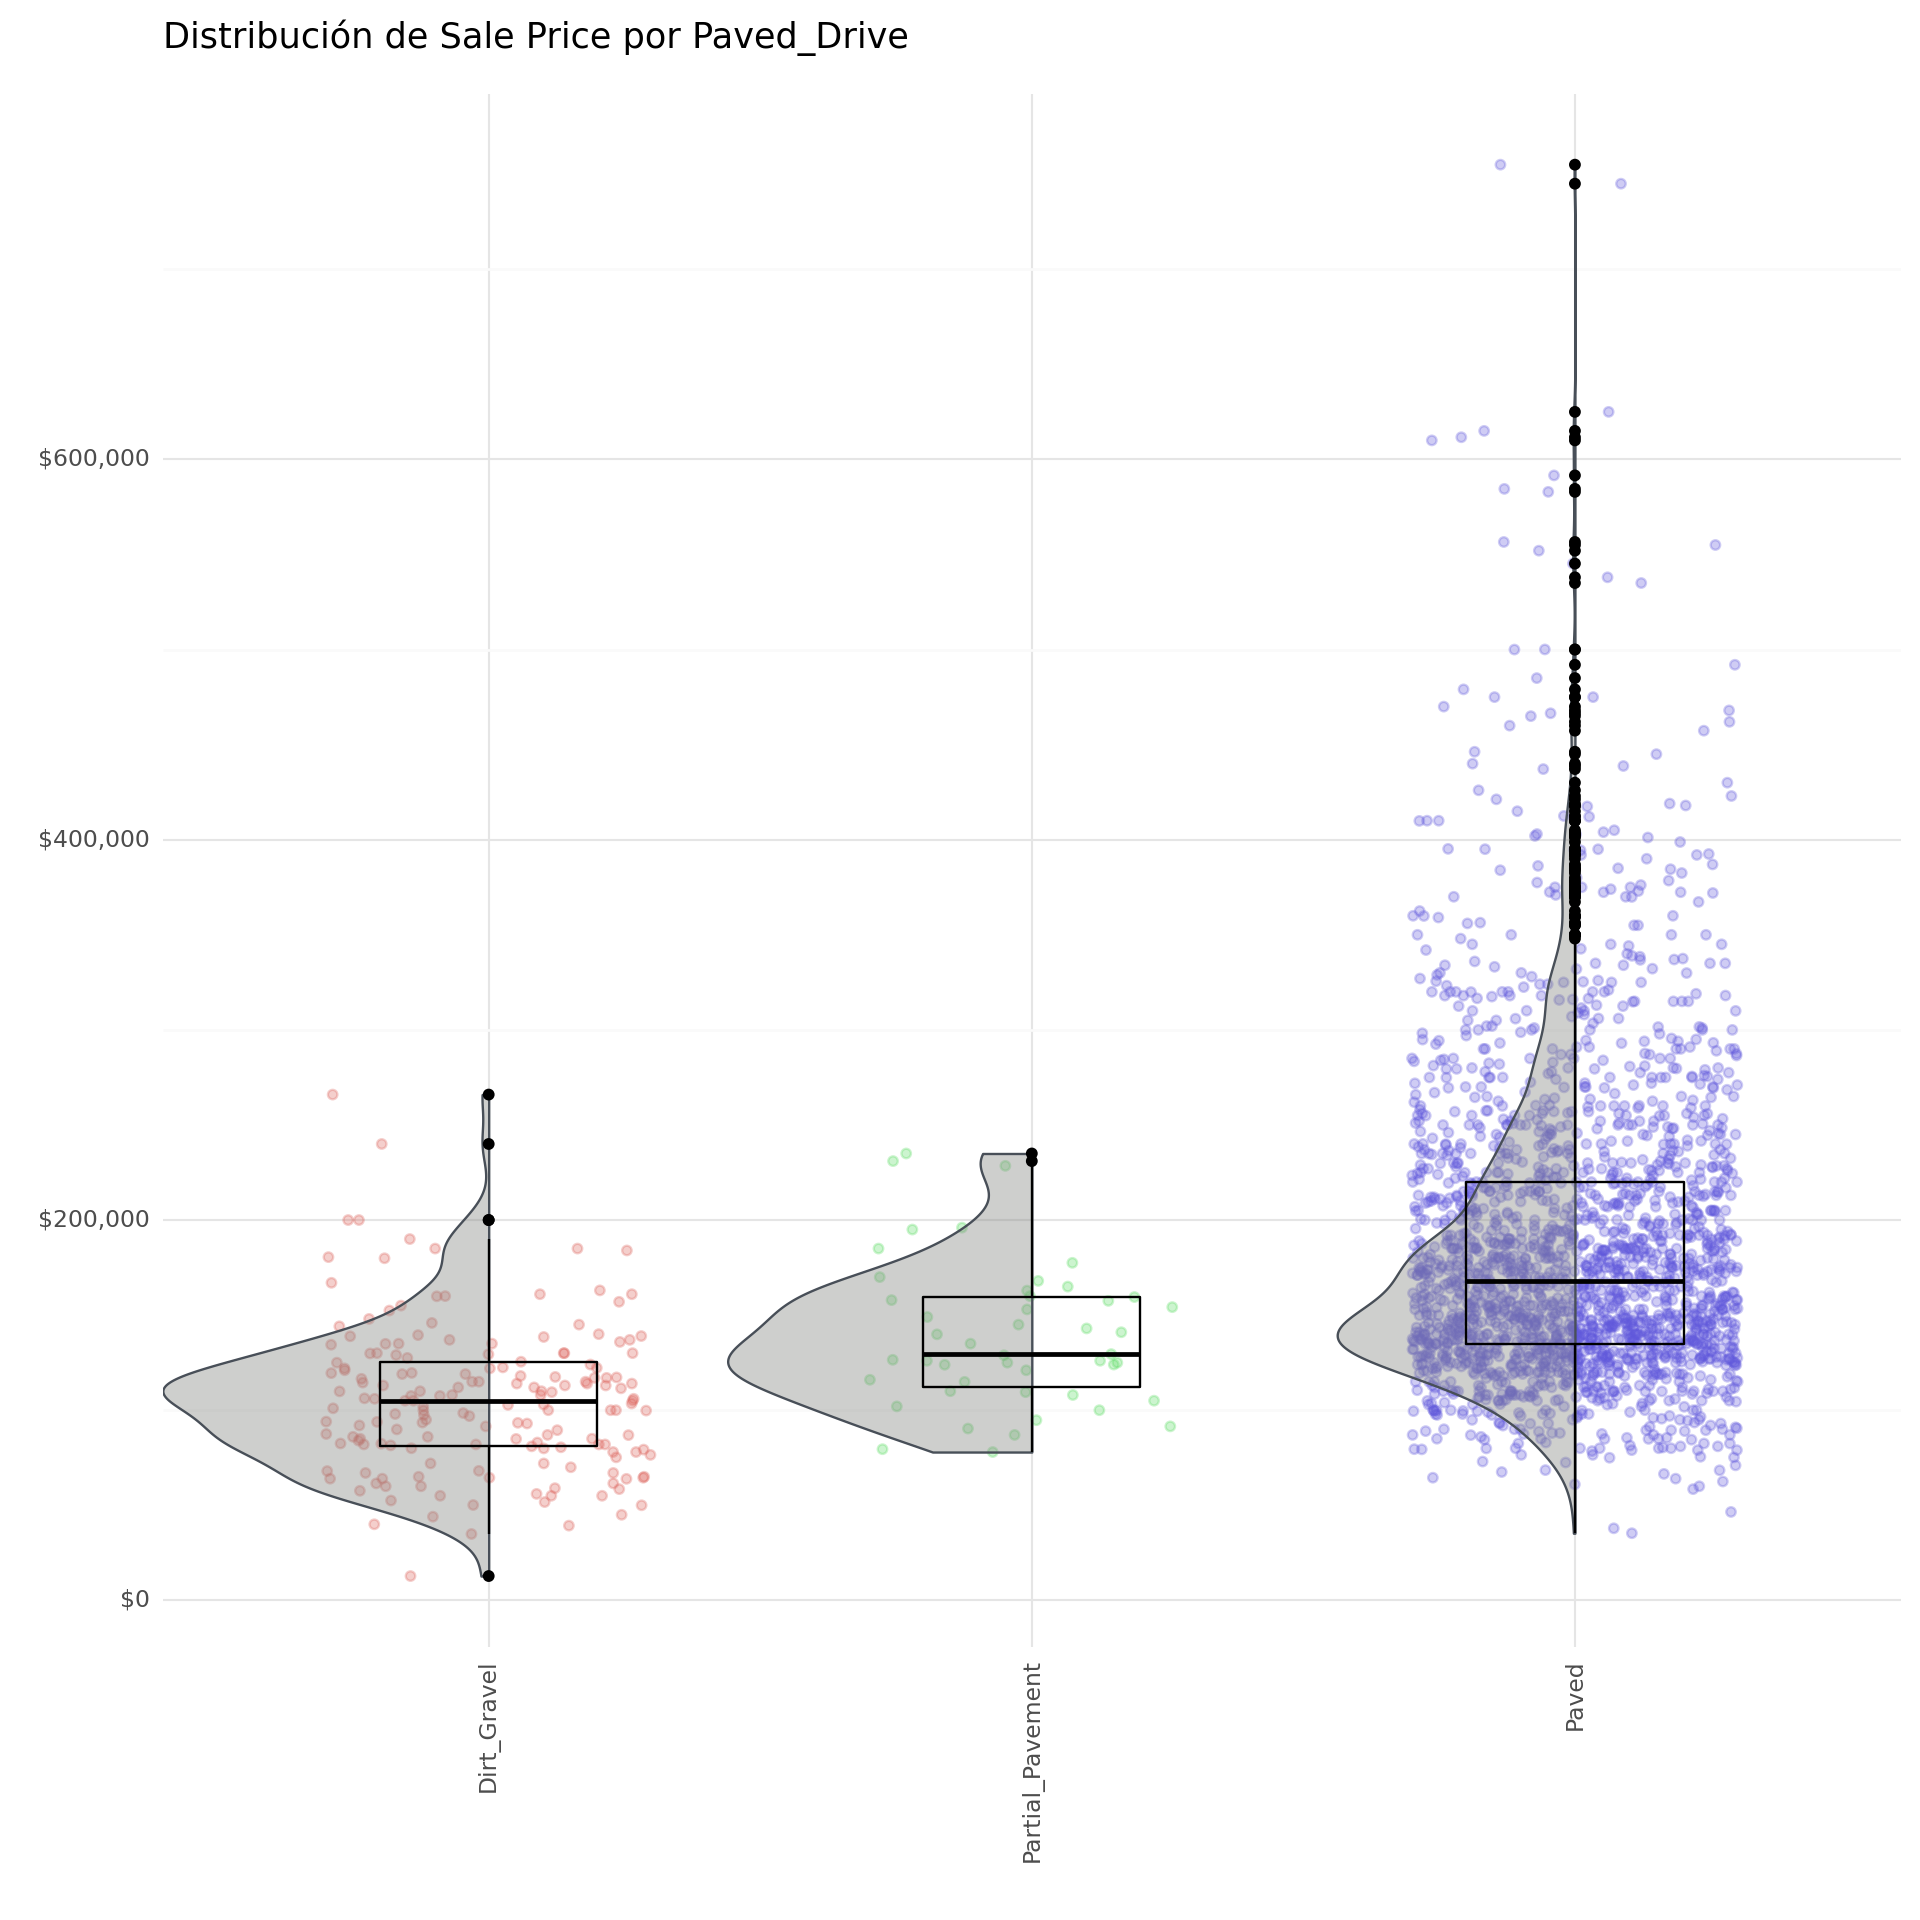 Distribución de Sale Price por Paved_Drive
$600,000
$400,000
$200,000
$0
Dirt_Gravel
Partial_Pavement
Paved